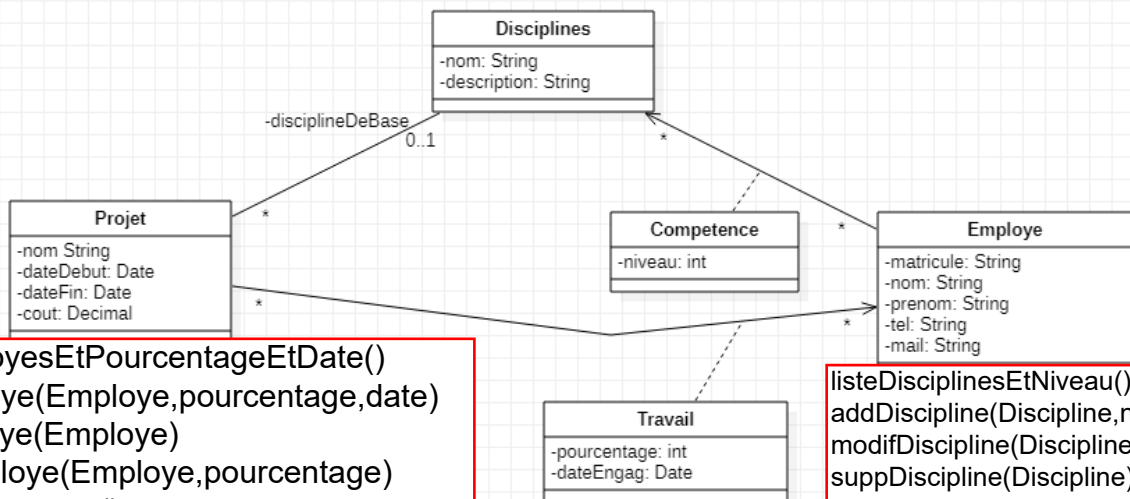 Disciplines
-nom: String
-description: String
-disciplineDeBase
0..1
*
*
Projet
-nom String
-dateDebut: Date
-dateFin: Date
-cout: Decimal
*
Competence
-niveau: int
*
Employe
-matricule: String
-nom: String
-prenom: String
-tel: String
-mail: String
*
oyesEtPourcentageEtDate()
ye(Employe,pourcentage,date)
ye(Employe)
loye(Employe,pourcentage)
Travail
-pourcentage: int
-dateEngag: Date
listeDisciplinesEtNiveau()
addDiscipline(Discipline,n
modifDiscipline(Discipline
suppDiscipline(Discipline)